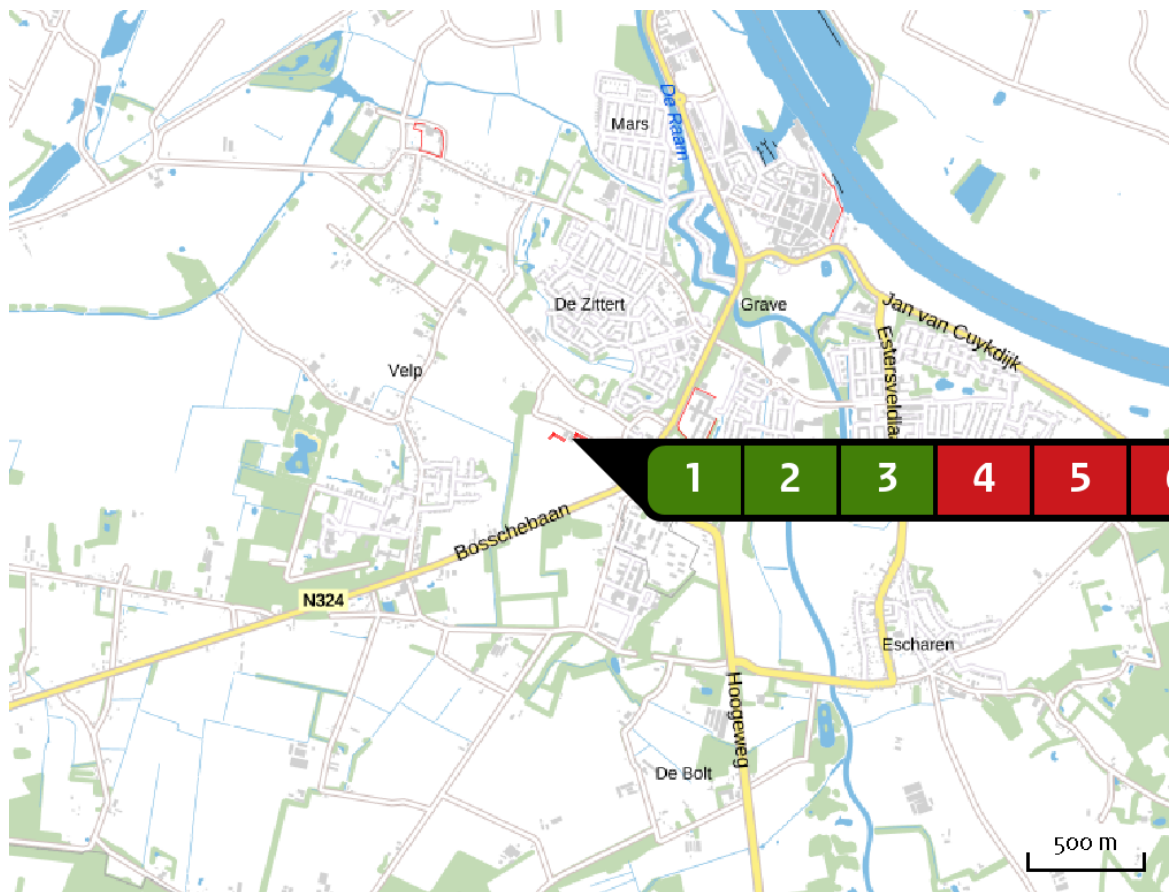 Mars
De Raam
De Zittert
Grave
Jan van Cuykdijk
Velp
1 2 3 4 5
Bosschebaan
N324
Escharen
Hoogeweg
De Bolt
500 m